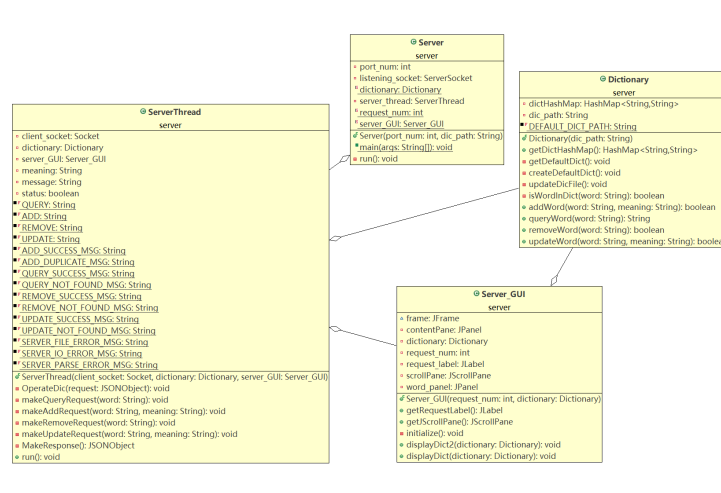 Server
server
port_num: int
listening_socket: ServerSocket
dictionary: Dictionary
server_thread: ServerThread
request_num: int
server_GUI: Server_GUI
Server(port_num: int, dic_path: String)
main(args: String[]): void
run(): void
Dictionary
server
dictHashMap: HashMap<String,String>
dic_path: String
DEFAULT_DICT_PATH: String
Dictionary(dic_path: String)
getDictHashMap(): HashMap<String,String>
getDefaultDict(): void
createDefaultDict(): void
updateDicFile(): void
isWordInDict(word: String): boolean
addWord(word: String, meaning: String): boolean
queryWord(word: String): String
removeWord(word: String): boolean
updateWord(word: String, meaning: String): boolea
ServerThread
server
client_socket: Socket
dictionary: Dictionary
server_GUI: Server_GUI
meaning: String
message: String
status: boolean
QUERY: String
ADD: String
REMOVE: String
UPDATE: String
ADD_SUCCESS_MSG: String
ADD_DUPLICATE_MSG: String
QUERY_SUCCESS_MSG: String
QUERY_NOT_FOUND_MSG: String
REMOVE_SUCCESS_MSG: String
REMOVE_NOT_FOUND_MSG: String
UPDATE_SUCCESS_MSG: String
UPDATE_NOT_FOUND_MSG: String
SERVER_FILE_ERROR_MSG: String
SERVER_IO_ERROR_MSG: String
SERVER_PARSE_ERROR_MSG: String
ServerThread(client_socket: Socket, dictionary: Dictionary, server_GUI: Server_GUI)
OperateDic(request: JSONObject): void
makeQueryRequest(word: String): void
makeAddRequest(word: String, meaning: String): void
makeRemoveRequest(word: String): void
makeUpdateRequest(word: String, meaning: String): void
MakeResponse(): JSONObject
run(): void
Server_GUI
server
frame: JFrame
contentPane: JPanel
dictionary: Dictionary
request_num: int
request_label: JLabel
scrollPane: JScrollPane
word_panel: JPanel
Server_GUI(request_num: int, dictionary: Dictionary)
getRequestLabel(): JLabel
getJScrollPane(): JScrollPane
initialize(): void
displayDict2(dictionary: Dictionary): void
displayDict(dictionary: Dictionary): void